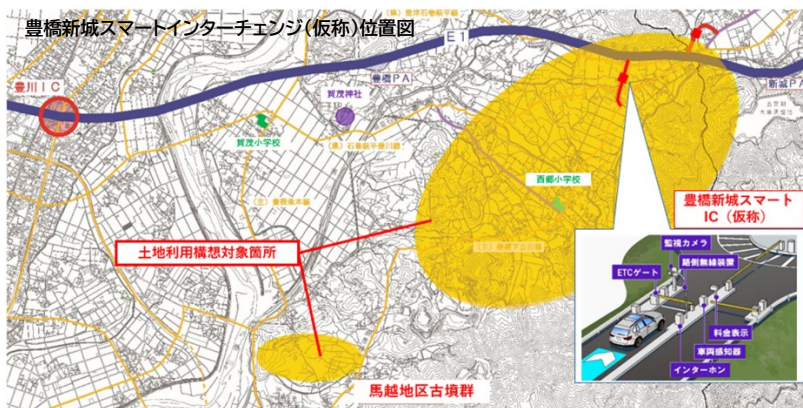 豊橋新城スマートインターチェンジ(仮称)位置図
E1
豊川IC
豊橋PA
賀茂神社
新城PA
賀茂小学校
西郷小学校
豊橋新城スマート
IC(仮称)
土地利用構想対象箇所
監視カメラ
路側無線装置
ETCゲート
料金表示
車両感知器
インターホン
馬越地区古墳群